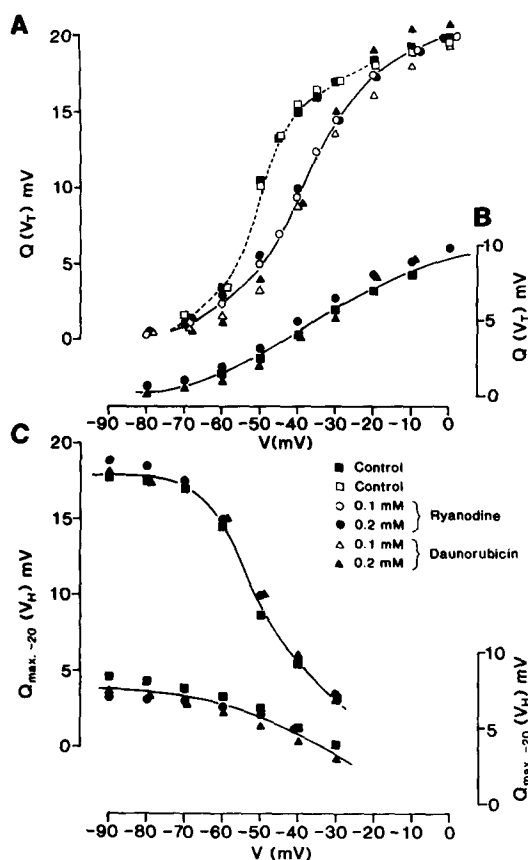 A
20
15
10
5
0
Q (V_T) mV
B
10
5
0
Q (V_T) mV
-90 -80 -70 -60 -50 -40 -30 -20 -10 0
V(mV)
C
20
15
10
5
0
Q_max. -20 (V_H) mV
Control
Control
0.1 mM
0.2 mM
Ryanodine
0.1 mM
0.2 mM
Daunorubicin
10
5
0
Q_max. -20 (V_H) mV
-90 -80 -70 -60 -50 -40 -30 -20 -10 0
V (mV)